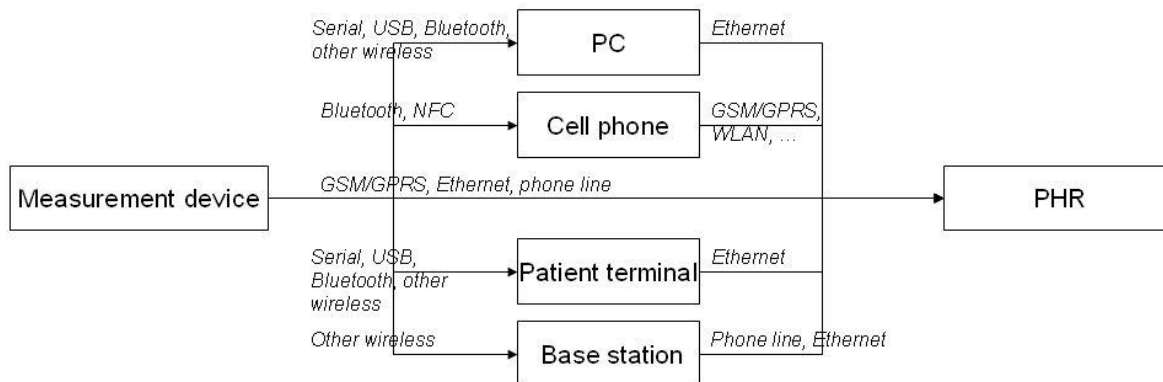 Serial, USB, Bluetooth,
other wireless
PC
Ethernet
Bluetooth, NFC
Cell phone
GSM/GPRS,
WLAN, ...
Measurement device
GSM/GPRS, Ethernet, phone line
PHR
Serial, USB,
Bluetooth, other
wireless
Patient terminal
Ethernet
Other wireless
Base station
Phone line, Ethernet